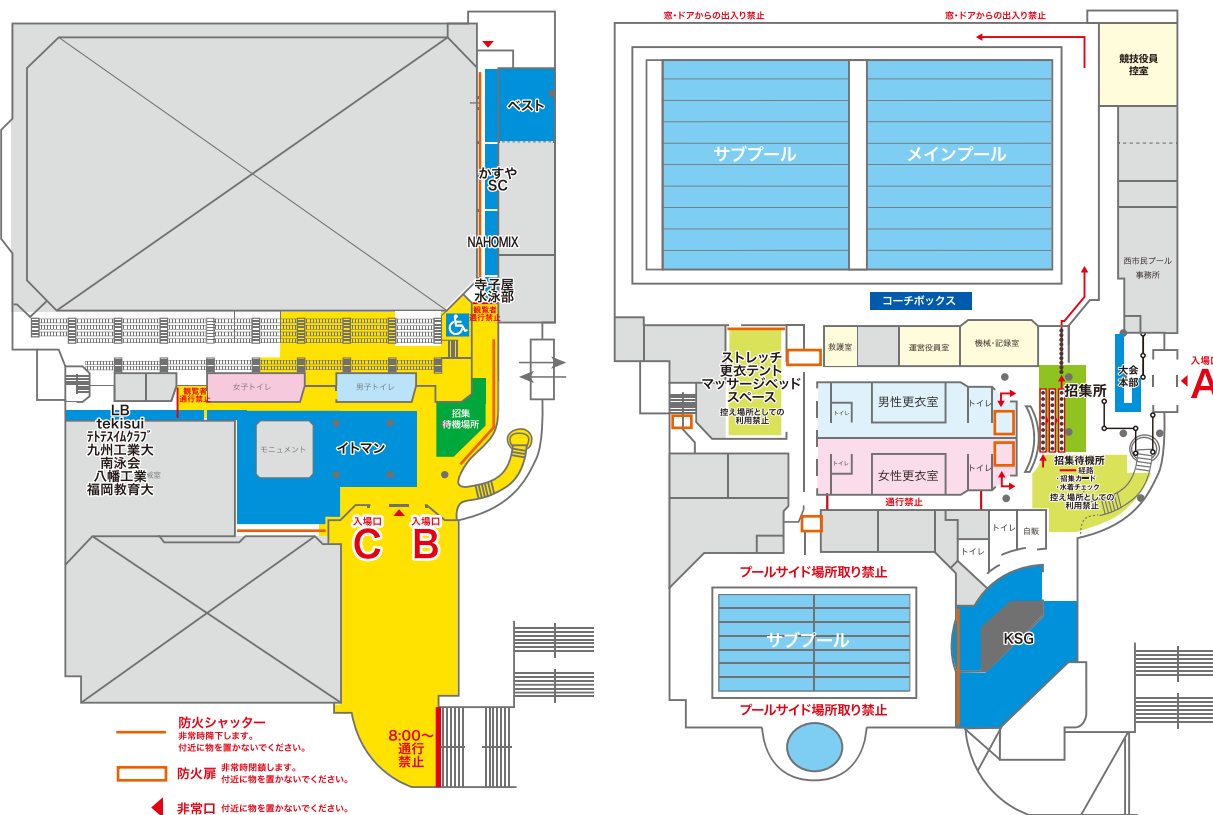 ベスト
かすや
SC
NAHOMIX
寺子屋
水泳部
観覧者
通行禁止
女子トイレ
男子トイレ
観覧者
通行禁止
招集
待機場所
LB
tekisui
テトテスイムクラブ
九州工業大
南泳会
八幡工業
福岡教育大
モニュメント
イトマン
入場口
C
入場口
B
8:00〜
通行
禁止
防火シャッター
非常時降下します。
付近に物を置かないでください。
防火扉
非常時閉鎖します。
付近に物を置かないでください。
非常口
付近に物を置かないでください。
窓・ドアからの出入り禁止
窓・ドアからの出入り禁止
競技役員
控室
サブプール
メインプール
西市民プール
事務所
コーチボックス
救護室
運営役員室
機械・記録室
ストレッチ
更衣テント
マッサージベッド
スペース
控え場所としての
利用禁止
男性更衣室
トイレ
トイレ
女性更衣室
トイレ
トイレ
通行禁止
招集所
大会
本部
入場口
A
招集待機所
経路
・招集カード
・水着チェック
控え場所としての
利用禁止
トイレ
自販
トイレ
プールサイド場所取り禁止
サブプール
プールサイド場所取り禁止
KSG